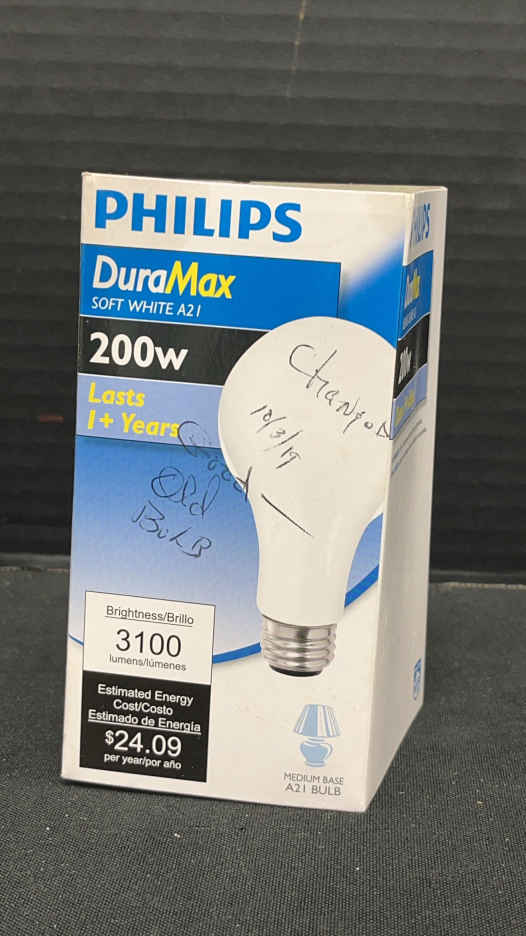 PHILIPS
DuraMax
SOFT WHITE A21
200w
Lasts
1+ Years
Changed
10/3/19
Good
Old
Bulb
Brightness/Brillo
3100
lumens/lúmenes
Estimated Energy
Cost/Costo
Estimado de Energía
$24.09
per year/por año
MEDIUM BASE
A21 BULB